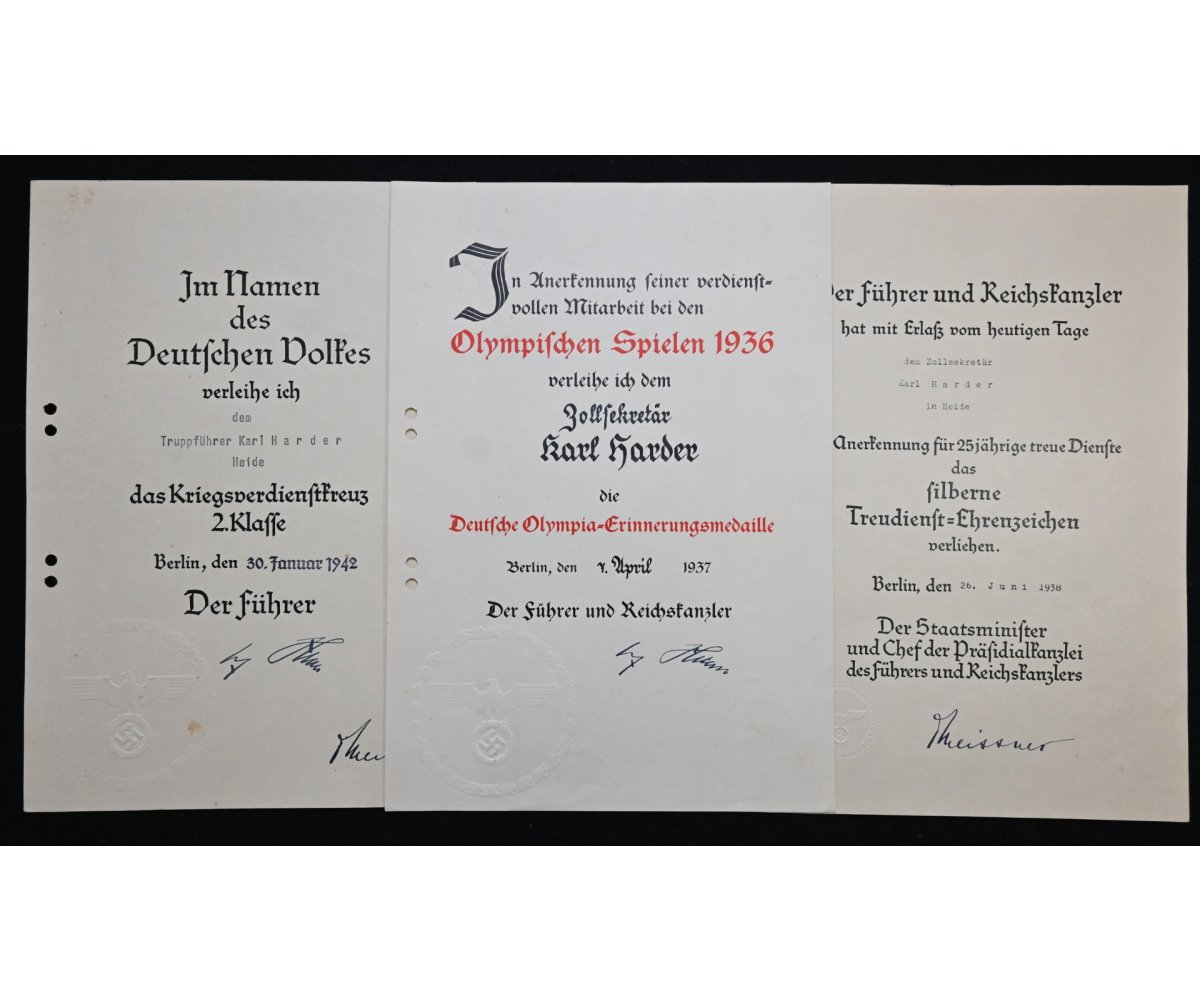 Im Namen
des
Deutschen Volkes
verleihe ich
dem
Truppführer Karl Harder
Heide
das Kriegsverdienstkreuz
2.Klasse
Berlin, den 30. Januar 1942
Der Führer
In Anerkennung seiner verdienst=
vollen Mitarbeit bei den
Olympischen Spielen 1936
verleihe ich dem
Zollsekretär
Karl Harder
die
Deutsche Olympia=Erinnerungsmedaille
Berlin, den April 1937
Der Führer und Reichskanzler
Der Führer und Reichskanzler
hat mit Erlaß vom heutigen Tage
dem Zollsekretär
Karl Harder
in Heide
Anerkennung für 25jährige treue Dienste
das
silberne
Treudienst=Ehrenzeichen
verliehen.
Berlin, den 26. Juni 1938
Der Staatsminister
und Chef der Präsidialkanzlei
des Führers und Reichskanzlers
Meissner